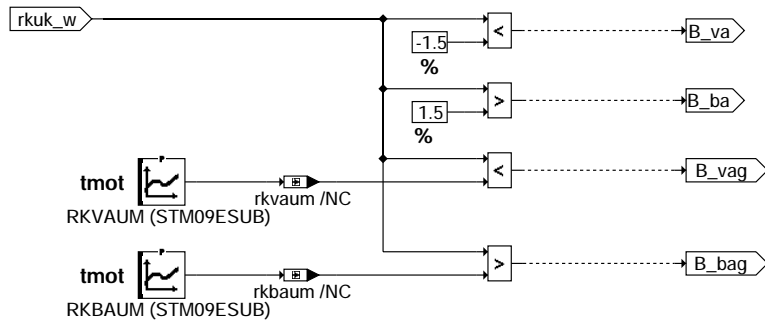 rkuk_w
<
B_va
-1.5
%
>
B_ba
1.5
%
P
tmot
<
B_vag
rkvaum /NC
RKVAUM (STM09ESUB)
P
tmot
>
B_bag
rkbaum /NC
RKBAUM (STM09ESUB)